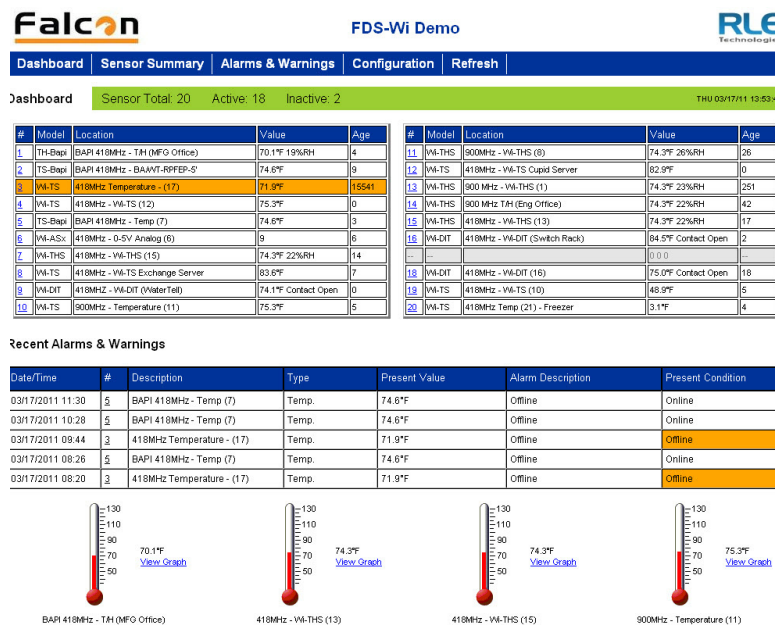 Falcon
FDS-Wi Demo
RLE
Technologie
Dashboard Sensor Summary Alarms & Warnings Configuration Refresh
Dashboard Sensor Total: 20 Active: 18 Inactive: 2 THU 03/17/11 13:53:
# Model Location Value Age
1 TH-Bapi BAPI 418MHz - T/H (MFG Office) 70.1°F 19%RH 4
2 TS-Bapi BAPI 418MHz - BA/WT-RPFEP-5' 74.6°F 9
3 Wi-TS 418MHz Temperature - (17) 71.9°F 15541
4 Wi-TS 418MHz - Wi-TS (12) 75.3°F 0
5 TS-Bapi BAPI 418MHz - Temp (7) 74.6°F 3
6 Wi-ASx 418MHz - 0-5V Analog (6) 9 6
7 Wi-THS 418MHz - Wi-THS (15) 74.3°F 22%RH 14
8 Wi-TS 418MHz - Wi-TS Exchange Server 83.6°F 7
9 Wi-DIT 418MHZ - Wi-DIT (WaterTell) 74.1°F Contact Open 0
10 Wi-TS 900MHz - Temperature (11) 75.3°F 5
# Model Location Value Age
11 Wi-THS 900MHz - Wi-THS (8) 74.3°F 26%RH 26
12 Wi-TS 418MHz - Wi-TS Cupid Server 82.9°F 0
13 Wi-THS 900 MHz - Wi-THS (1) 74.3°F 23%RH 251
14 Wi-THS 900 MHz T/H (Eng Office) 74.3°F 22%RH 42
15 Wi-THS 418MHz - Wi-THS (13) 74.3°F 22%RH 17
16 Wi-DIT 418MHz - Wi-DIT (Switch Rack) 84.5°F Contact Open 2
-- -- 0 0 0 --
18 Wi-DIT 418MHz - Wi-DIT (16) 75.0°F Contact Open 18
19 Wi-TS 418MHz - Wi-TS (10) 48.9°F 5
20 Wi-TS 418MHz Temp (21) - Freezer 3.1°F 4
Recent Alarms & Warnings
Date/Time # Description Type Present Value Alarm Description Present Condition
03/17/2011 11:30 5 BAPI 418MHz - Temp (7) Temp. 74.6°F Offline Online
03/17/2011 10:28 5 BAPI 418MHz - Temp (7) Temp. 74.6°F Offline Online
03/17/2011 09:44 3 418MHz Temperature - (17) Temp. 71.9°F Offline Offline
03/17/2011 08:26 5 BAPI 418MHz - Temp (7) Temp. 74.6°F Offline Online
03/17/2011 08:20 3 418MHz Temperature - (17) Temp. 71.9°F Offline Offline
130 130 130 130
110 110 110 110
90 90 90 90
70 70.1°F 70 74.3°F 70 74.3°F 70 75.3°F
View Graph View Graph View Graph View Graph
50 50 50 50
BAPI 418MHz - T/H (MFG Office) 418MHz - Wi-THS (13) 418MHz - Wi-THS (15) 900MHz - Temperature (11)